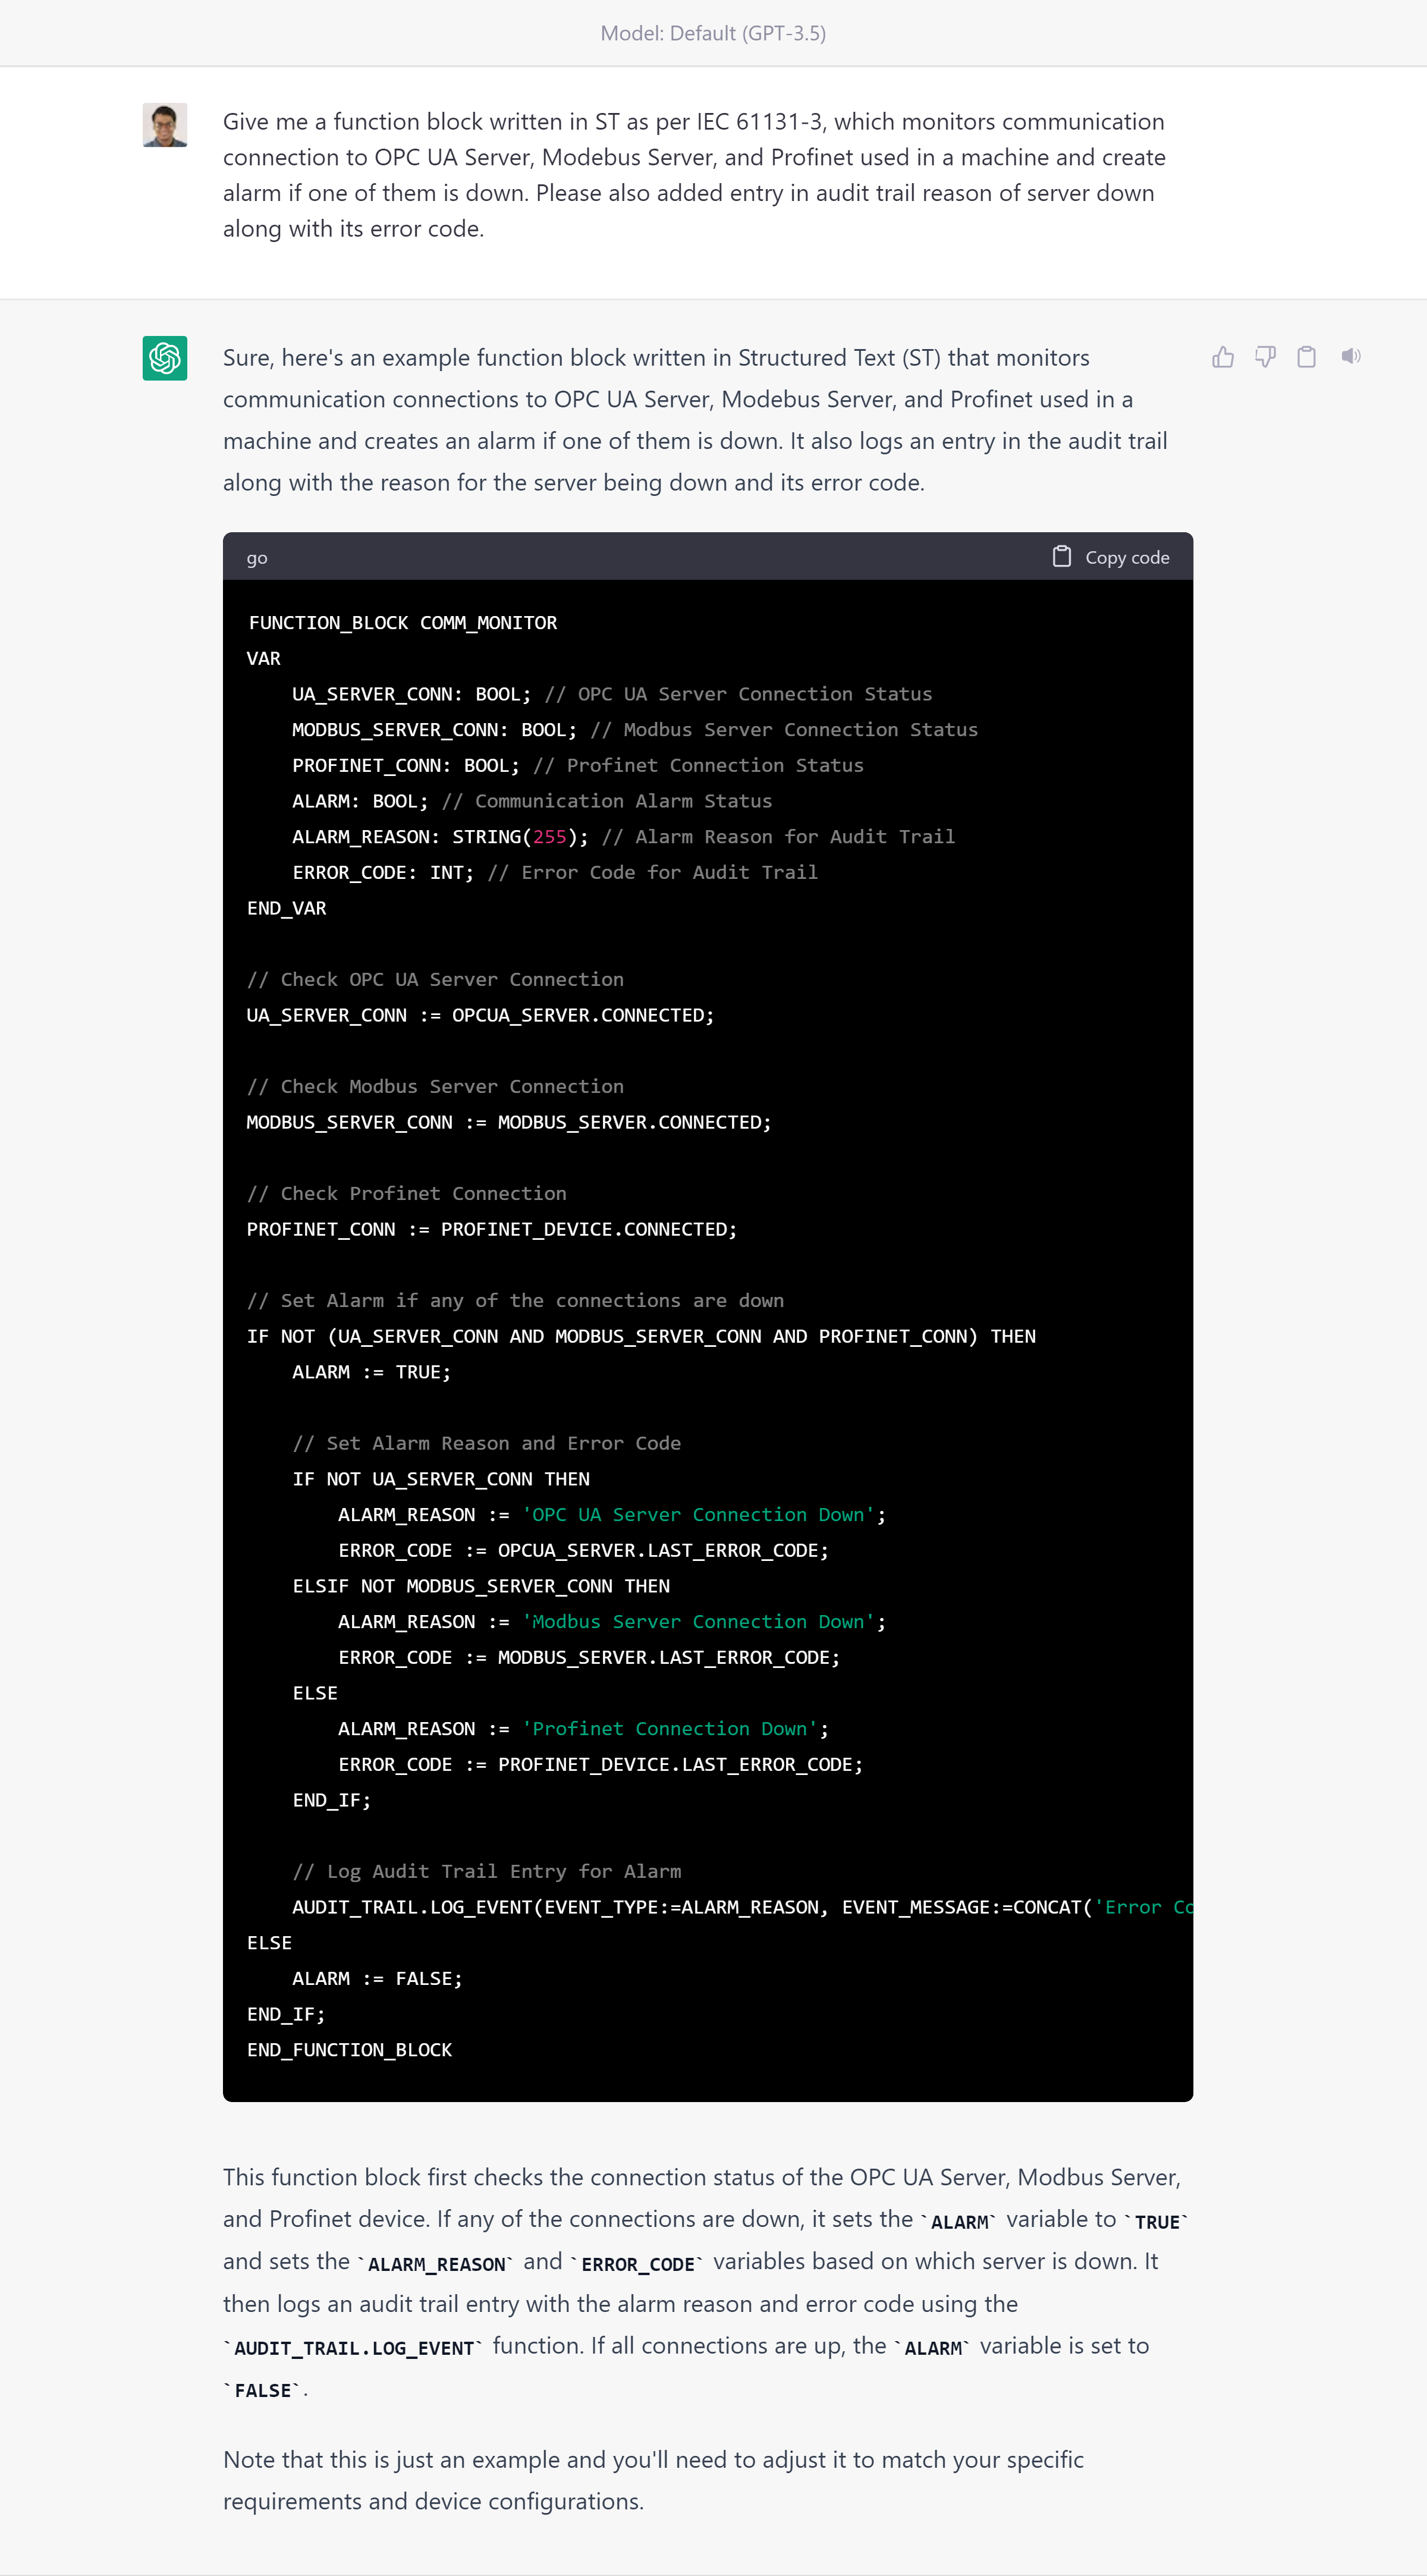 Model: Default (GPT-3.5)
Give me a function block written in ST as per IEC 61131-3, which monitors communication
connection to OPC UA Server, Modebus Server, and Profinet used in a machine and create
alarm if one of them is down. Please also added entry in audit trail reason of server down
along with its error code.
Sure, here's an example function block written in Structured Text (ST) that monitors
communication connections to OPC UA Server, Modebus Server, and Profinet used in a
machine and creates an alarm if one of them is down. It also logs an entry in the audit trail
along with the reason for the server being down and its error code.
go Copy code
FUNCTION_BLOCK COMM_MONITOR
VAR
    UA_SERVER_CONN: BOOL; // OPC UA Server Connection Status
    MODBUS_SERVER_CONN: BOOL; // Modbus Server Connection Status
    PROFINET_CONN: BOOL; // Profinet Connection Status
    ALARM: BOOL; // Communication Alarm Status
    ALARM_REASON: STRING(255); // Alarm Reason for Audit Trail
    ERROR_CODE: INT; // Error Code for Audit Trail
END_VAR
// Check OPC UA Server Connection
UA_SERVER_CONN := OPCUA_SERVER.CONNECTED;
// Check Modbus Server Connection
MODBUS_SERVER_CONN := MODBUS_SERVER.CONNECTED;
// Check Profinet Connection
PROFINET_CONN := PROFINET_DEVICE.CONNECTED;
// Set Alarm if any of the connections are down
IF NOT (UA_SERVER_CONN AND MODBUS_SERVER_CONN AND PROFINET_CONN) THEN
    ALARM := TRUE;
    // Set Alarm Reason and Error Code
    IF NOT UA_SERVER_CONN THEN
        ALARM_REASON := 'OPC UA Server Connection Down';
        ERROR_CODE := OPCUA_SERVER.LAST_ERROR_CODE;
    ELSIF NOT MODBUS_SERVER_CONN THEN
        ALARM_REASON := 'Modbus Server Connection Down';
        ERROR_CODE := MODBUS_SERVER.LAST_ERROR_CODE;
    ELSE
        ALARM_REASON := 'Profinet Connection Down';
        ERROR_CODE := PROFINET_DEVICE.LAST_ERROR_CODE;
    END_IF;
    // Log Audit Trail Entry for Alarm
    AUDIT_TRAIL.LOG_EVENT(EVENT_TYPE:=ALARM_REASON, EVENT_MESSAGE:=CONCAT('Error Co
ELSE
    ALARM := FALSE;
END_IF;
END_FUNCTION_BLOCK
This function block first checks the connection status of the OPC UA Server, Modbus Server,
and Profinet device. If any of the connections are down, it sets the `ALARM` variable to `TRUE`
and sets the `ALARM_REASON` and `ERROR_CODE` variables based on which server is down. It
then logs an audit trail entry with the alarm reason and error code using the
`AUDIT_TRAIL.LOG_EVENT` function. If all connections are up, the `ALARM` variable is set to
`FALSE`.
Note that this is just an example and you'll need to adjust it to match your specific
requirements and device configurations.